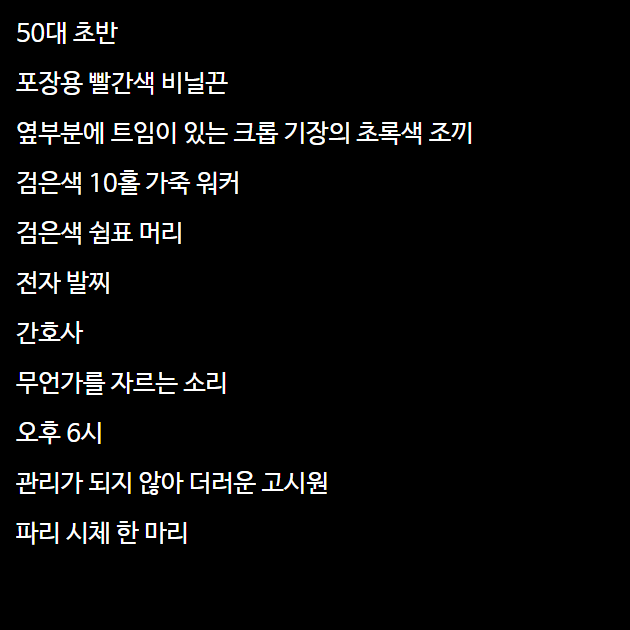 50대 초반
포장용 빨간색 비닐끈
옆부분에 트임이 있는 크롭 기장의 초록색 조끼
검은색 10홀 가죽 워커
검은색 쉼표 머리
전자 발찌
간호사
무언가를 자르는 소리
오후 6시
관리가 되지 않아 더러운 고시원
파리 시체 한 마리